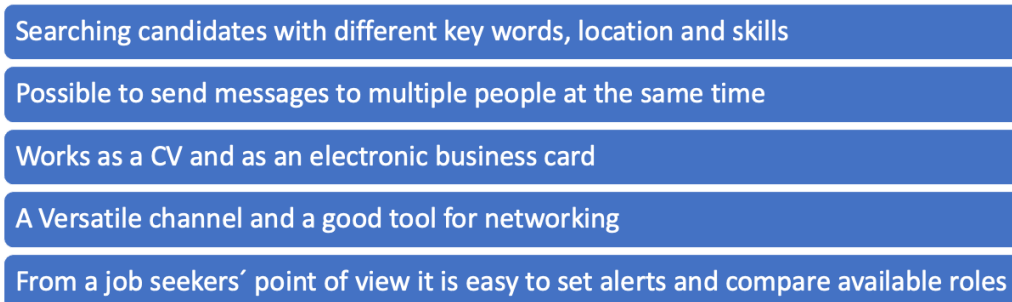 Searching candidates with different key words, location and skills
Possible to send messages to multiple people at the same time
Works as a CV and as an electronic business card
A Versatile channel and a good tool for networking
From a job seekers´ point of view it is easy to set alerts and compare available roles